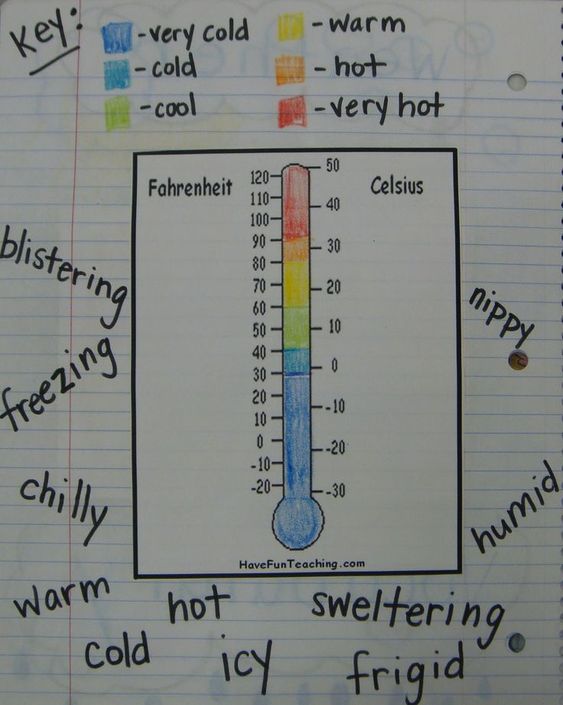 Key:
-very cold
-cold
-cool
-warm
-hot
-very hot
Fahrenheit
Celsius
120
110
100
90
80
70
60
50
40
30
20
10
0
-10
-20
50
40
30
20
10
0
-10
-20
-30
HaveFunTeaching.com
blistering
freezing
chilly
nippy
humid
warm
hot
sweltering
cold
icy
frigid